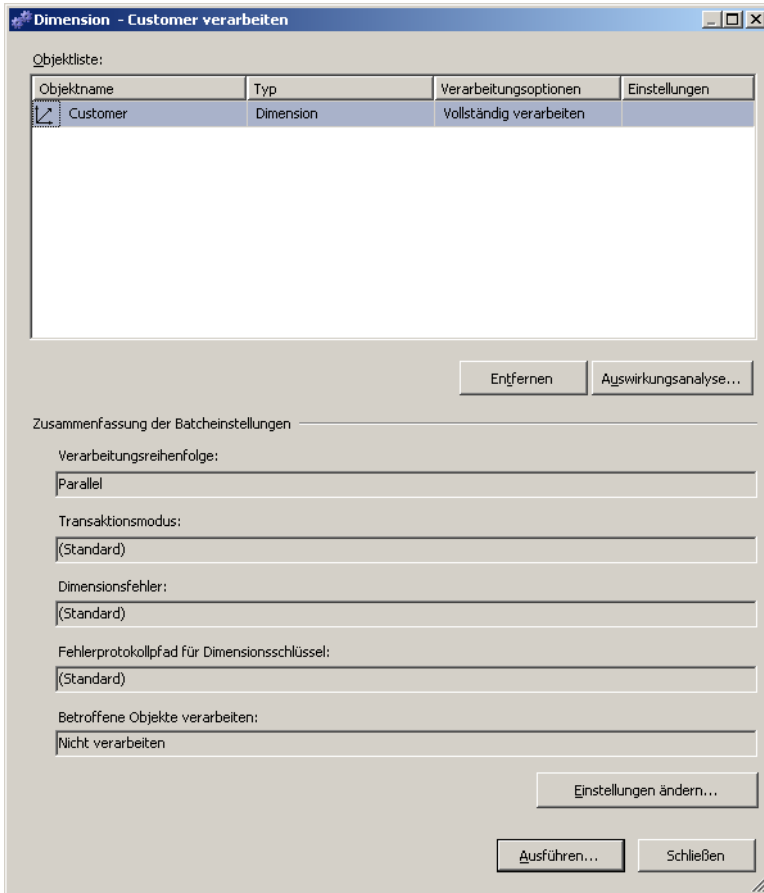 Dimension - Customer verarbeiten
Objektliste:
Objektname Typ Verarbeitungsoptionen Einstellungen
Customer Dimension Vollständig verarbeiten
Entfernen Auswirkungsanalyse...
Zusammenfassung der Batcheinstellungen
Verarbeitungsreihenfolge:
Parallel
Transaktionsmodus:
(Standard)
Dimensionsfehler:
(Standard)
Fehlerprotokollpfad für Dimensionsschlüssel:
(Standard)
Betroffene Objekte verarbeiten:
Nicht verarbeiten
Einstellungen ändern...
Ausführen... Schließen